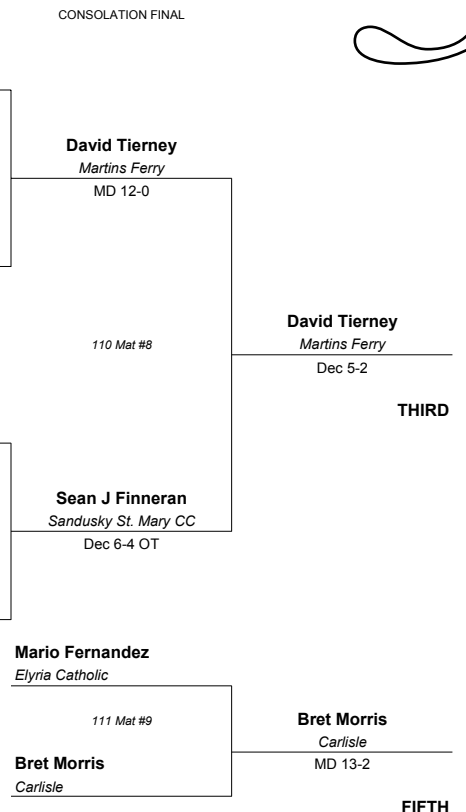 CONSOLATION FINAL
David Tierney
Martins Ferry
MD 12-0
110 Mat #8
David Tierney
Martins Ferry
Dec 5-2
THIRD
Sean J Finneran
Sandusky St. Mary CC
Dec 6-4 OT
Mario Fernandez
Elyria Catholic
111 Mat #9
Bret Morris
Carlisle
MD 13-2
Bret Morris
Carlisle
FIFTH